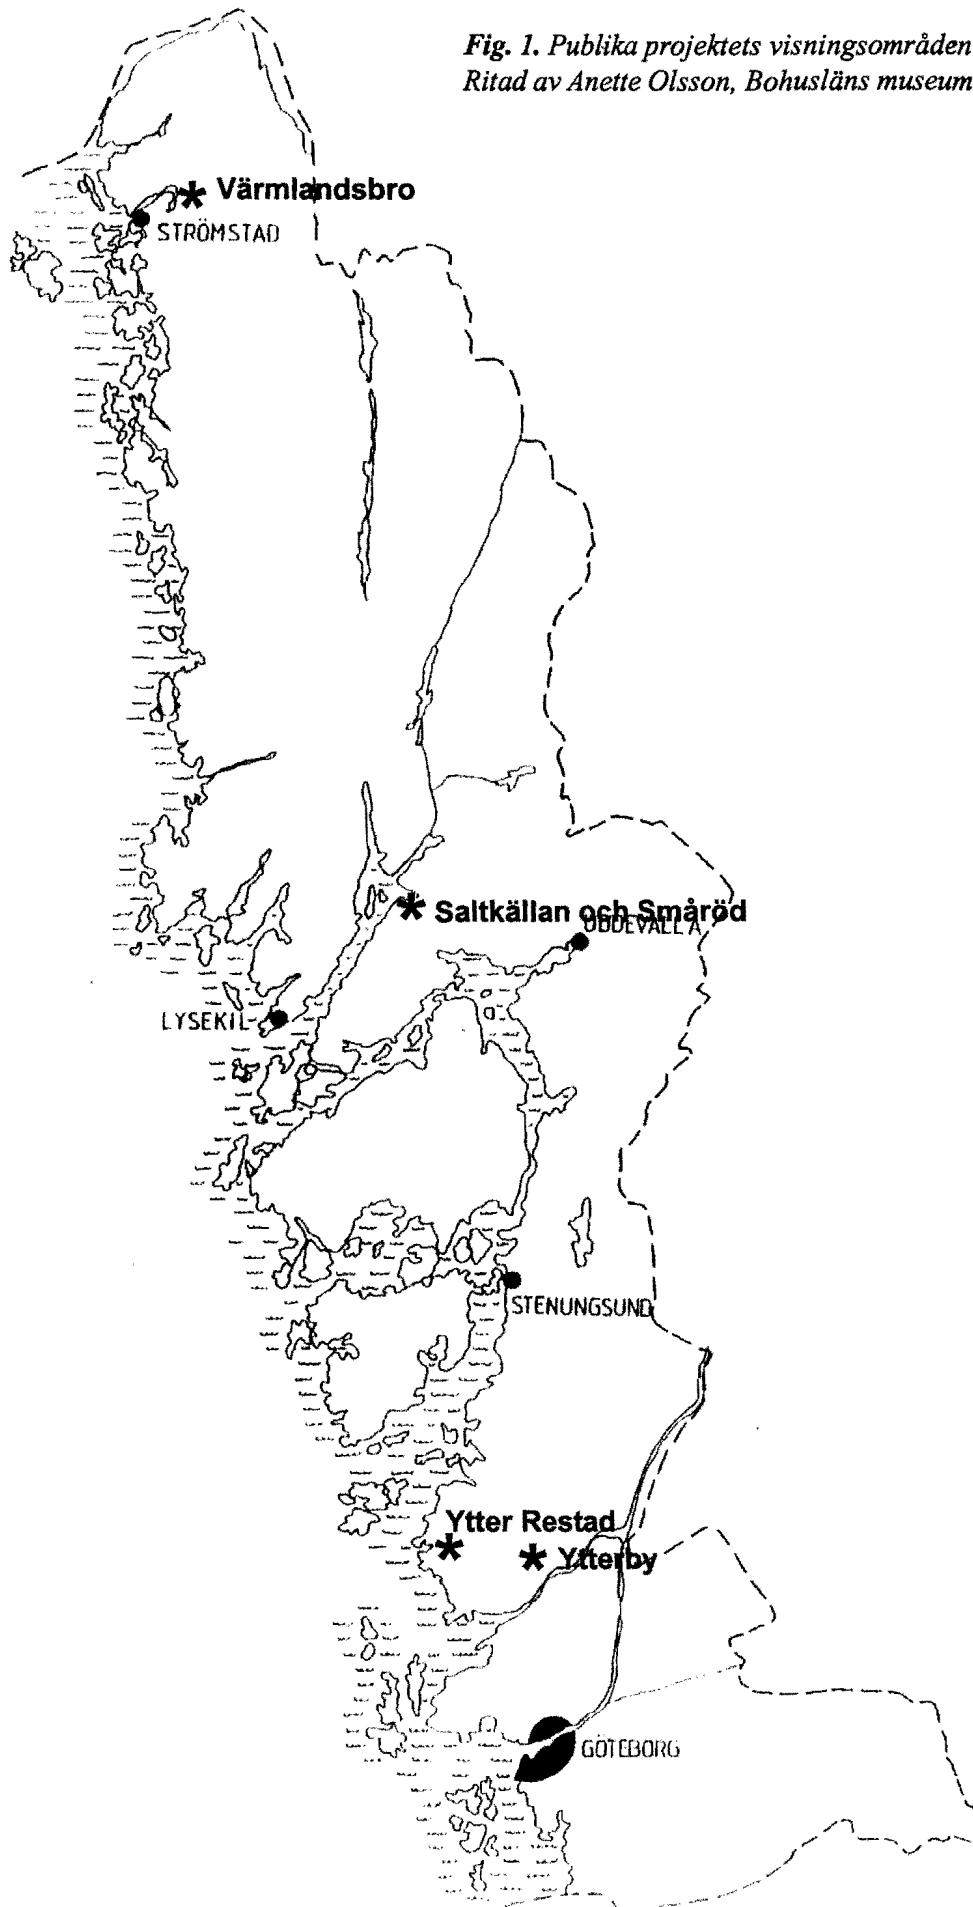 Fig. 1. Publika projektets visningsområden
Ritad av Anette Olsson, Bohusläns museum
* Värmlandsbro
STRÖMSTAD
* Saltkällan och Småröd
UDDEVALLA
LYSEKIL
STENUNGSUND
Ytter Restad
*
* Ytterby
GÖTEBORG